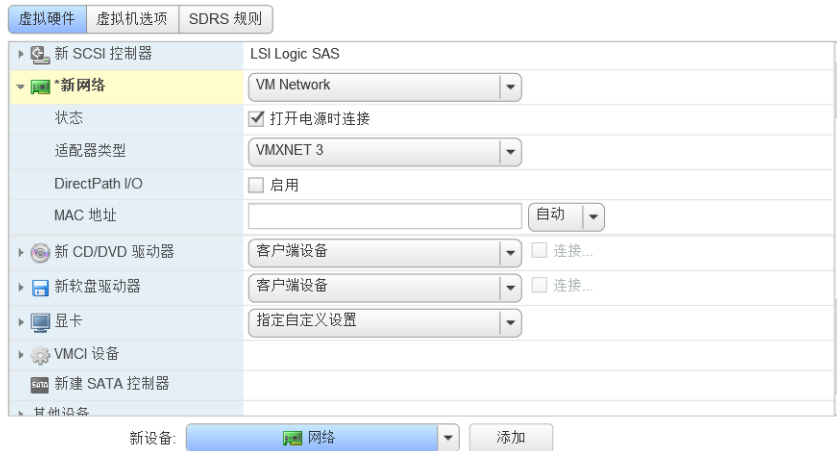 虚拟硬件 虚拟机选项 SDRS 规则
新 SCSI 控制器 LSI Logic SAS
*新网络 VM Network
状态 打开电源时连接
适配器类型 VMXNET 3
DirectPath I/O 启用
MAC 地址 自动
新 CD/DVD 驱动器 客户端设备 连接...
新软盘驱动器 客户端设备 连接...
显卡 指定自定义设置
VMCI 设备
SATA 新建 SATA 控制器
其他设备
新设备: 网络 添加